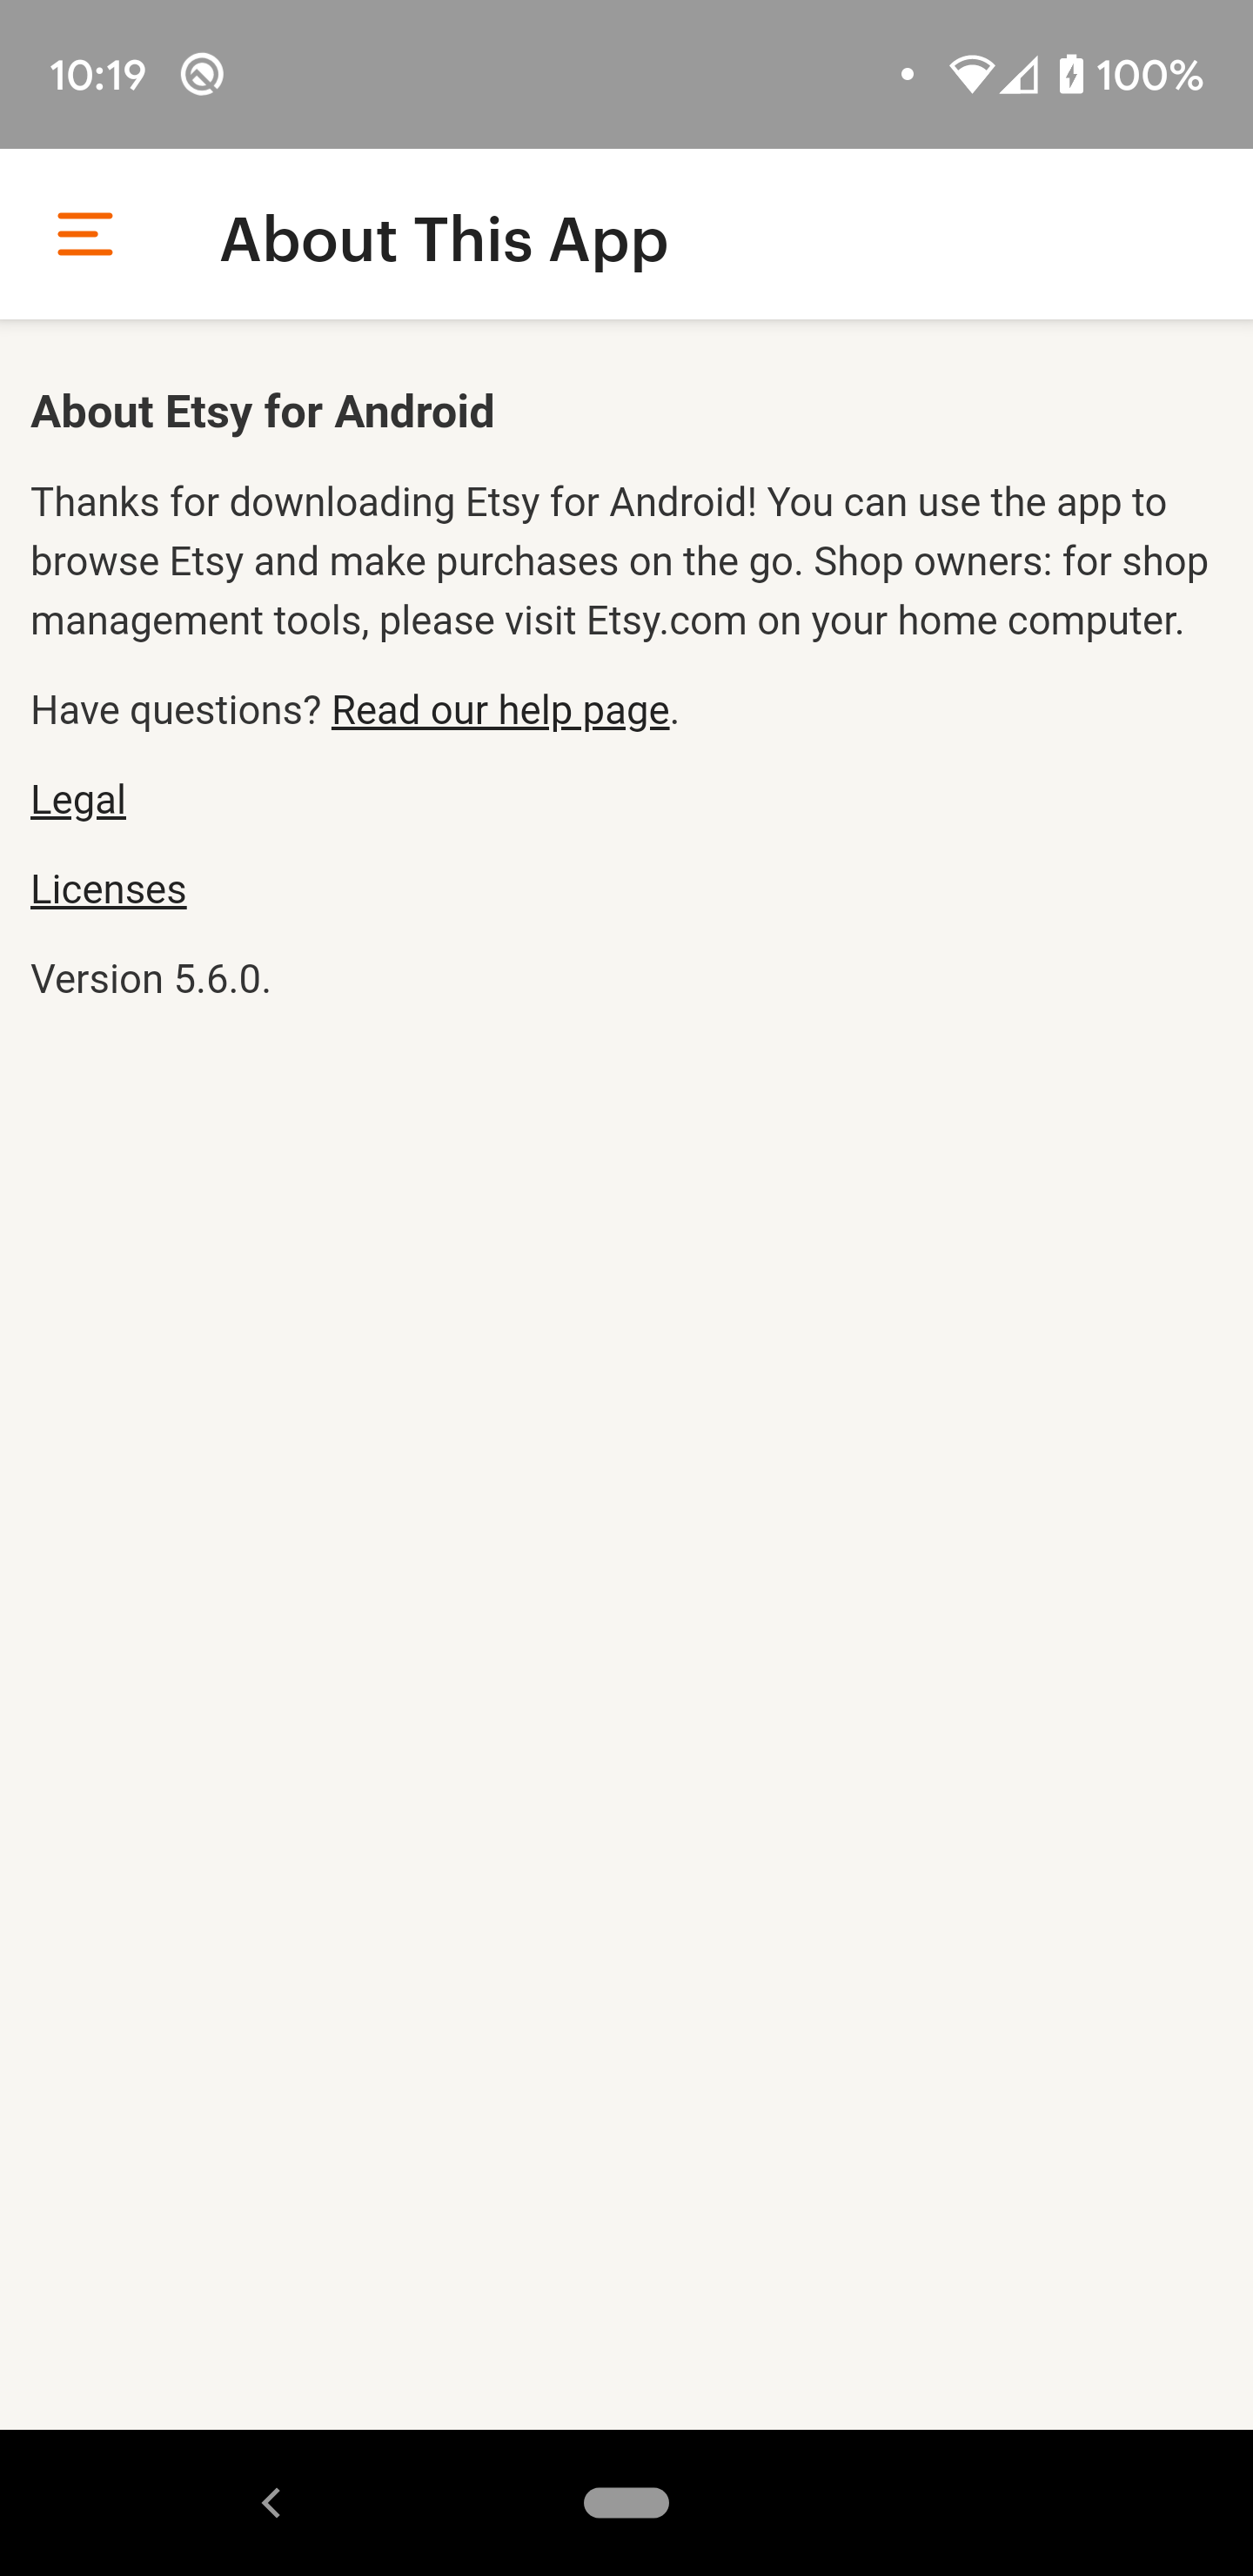 10:19
100%
About This App
About Etsy for Android
Thanks for downloading Etsy for Android! You can use the app to
browse Etsy and make purchases on the go. Shop owners: for shop
management tools, please visit Etsy.com on your home computer.
Have questions? Read our help page.
Legal
Licenses
Version 5.6.0.